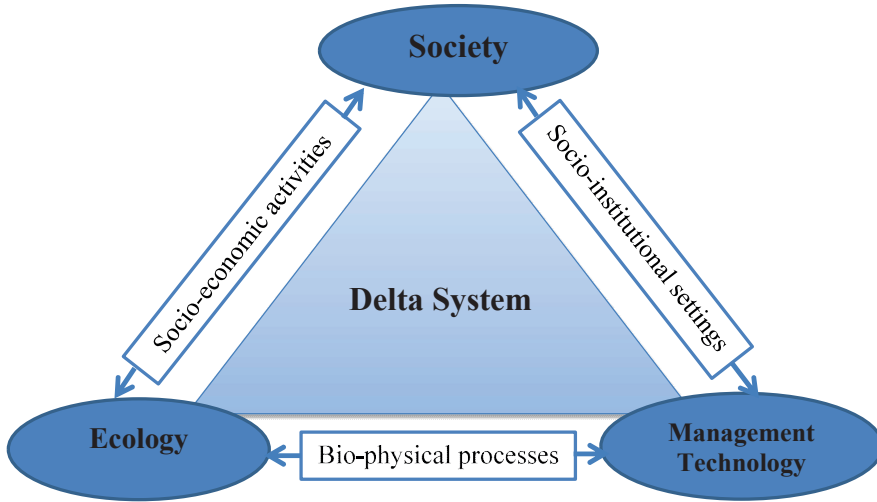 Society
Socio-economic activities
Socio-institutional settings
Delta System
Ecology
Bio-physical processes
Management
Technology